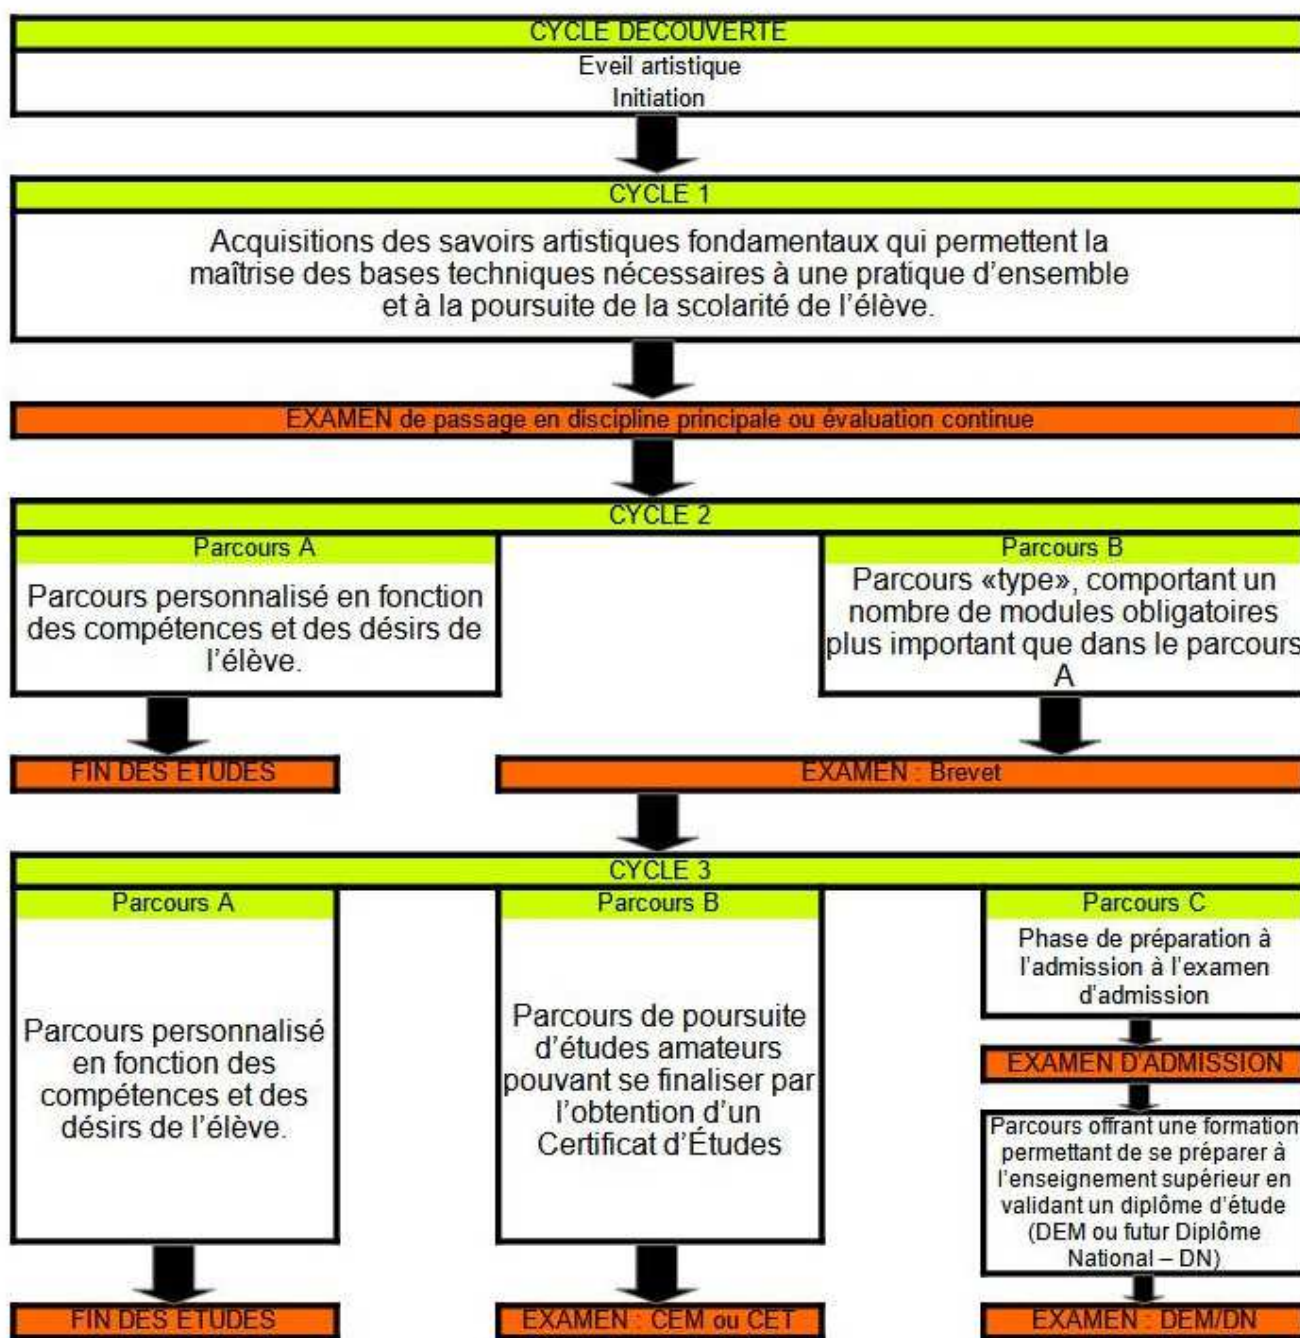 CYCLE DECOUVERTE
Eveil artistique
Initiation
CYCLE 1
Acquisitions des savoirs artistiques fondamentaux qui permettent la
maîtrise des bases techniques nécessaires à une pratique d'ensemble
et à la poursuite de la scolarité de l'élève.
EXAMEN de passage en discipline principale ou évaluation continue
CYCLE 2
Parcours A
Parcours personnalisé en fonction
des compétences et des désirs de
l'élève.
Parcours B
Parcours «type», comportant un
nombre de modules obligatoires
plus important que dans le parcours
A
FIN DES ETUDES
EXAMEN : Brevet
CYCLE 3
Parcours A
Parcours personnalisé
en fonction des
compétences et des
désirs de l'élève.
FIN DES ETUDES
Parcours B
Parcours de poursuite
d'études amateurs
pouvant se finaliser par
l'obtention d'un
Certificat d'Études
EXAMEN : CEM ou CET
Parcours C
Phase de préparation à
l'admission à l'examen
d'admission
EXAMEN D'ADMISSION
Parcours offrant une formation
permettant de se préparer à
l'enseignement supérieur en
validant un diplôme d'étude
(DEM ou futur Diplôme
National – DN)
EXAMEN : DEM/DN